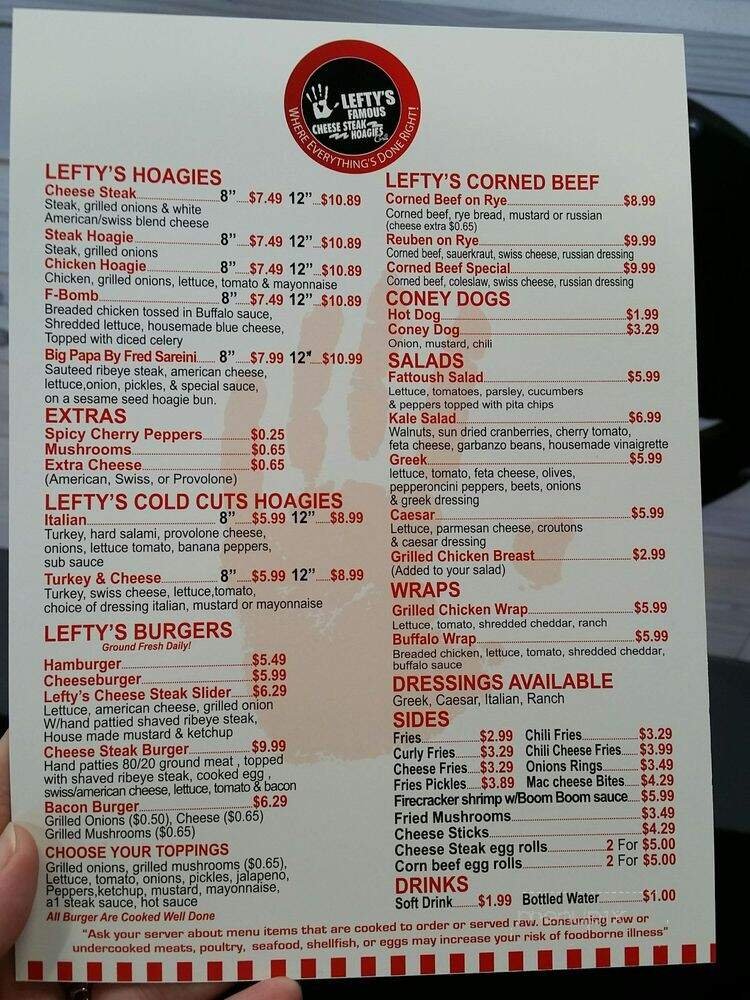 LEFTY'S
FAMOUS
CHEESE STEAK
HOAGIES
Grill
WHERE EVERYTHING'S DONE RIGHT!
LEFTY'S HOAGIES
Cheese Steak 8" $7.49 12" $10.89
Steak, grilled onions & white
American/swiss blend cheese
Steak Hoagie 8" $7.49 12" $10.89
Steak, grilled onions
Chicken Hoagie 8" $7.49 12" $10.89
Chicken, grilled onions, lettuce, tomato & mayonnaise
F-Bomb 8" $7.49 12" $10.89
Breaded chicken tossed in Buffalo sauce,
Shredded lettuce, housemade blue cheese,
Topped with diced celery
Big Papa By Fred Sareini 8" $7.99 12" $10.99
Sauteed ribeye steak, american cheese,
lettuce,onion, pickles, & special sauce,
on a sesame seed hoagie bun.
EXTRAS
Spicy Cherry Peppers $0.25
Mushrooms $0.65
Extra Cheese $0.65
(American, Swiss, or Provolone)
LEFTY'S COLD CUTS HOAGIES
Italian 8" $5.99 12" $8.99
Turkey, hard salami, provolone cheese,
onions, lettuce tomato, banana peppers,
sub sauce
Turkey & Cheese 8" $5.99 12" $8.99
Turkey, swiss cheese, lettuce,tomato,
choice of dressing italian, mustard or mayonnaise
LEFTY'S BURGERS
Ground Fresh Daily!
Hamburger $5.49
Cheeseburger $5.99
Lefty's Cheese Steak Slider $6.29
Lettuce, american cheese, grilled onion
W/hand pattied shaved ribeye steak,
House made mustard & ketchup
Cheese Steak Burger $9.99
Hand patties 80/20 ground meat , topped
with shaved ribeye steak, cooked egg ,
swiss/american cheese, lettuce, tomato & bacon
Bacon Burger $6.29
Grilled Onions ($0.50), Cheese ($0.65)
Grilled Mushrooms ($0.65)
CHOOSE YOUR TOPPINGS
Grilled onions, grilled mushrooms ($0.65),
Lettuce, tomato, onions, pickles, jalapeno,
Peppers,ketchup, mustard, mayonnaise,
a1 steak sauce, hot sauce
All Burger Are Cooked Well Done
LEFTY'S CORNED BEEF
Corned Beef on Rye $8.99
Corned beef, rye bread, mustard or russian
(cheese extra $0.65)
Reuben on Rye $9.99
Corned beef, sauerkraut, swiss cheese, russian dressing
Corned Beef Special $9.99
Corned beef, coleslaw, swiss cheese, russian dressing
CONEY DOGS
Hot Dog $1.99
Coney Dog $3.29
Onion, mustard, chili
SALADS
Fattoush Salad $5.99
Lettuce, tomatoes, parsley, cucumbers
& peppers topped with pita chips
Kale Salad $6.99
Walnuts, sun dried cranberries, cherry tomato,
feta cheese, garbanzo beans, housemade vinaigrette
Greek $5.99
lettuce, tomato, feta cheese, olives,
pepperoncini peppers, beets, onions
& greek dressing
Caesar $5.99
Lettuce, parmesan cheese, croutons
& caesar dressing
Grilled Chicken Breast $2.99
(Added to your salad)
WRAPS
Grilled Chicken Wrap $5.99
Lettuce, tomato, shredded cheddar, ranch
Buffalo Wrap $5.99
Breaded chicken, lettuce, tomato, shredded cheddar,
buffalo sauce
DRESSINGS AVAILABLE
Greek, Caesar, Italian, Ranch
SIDES
Fries $2.99 Chili Fries $3.29
Curly Fries $3.29 Chili Cheese Fries $3.99
Cheese Fries $3.29 Onions Rings $3.49
Fries Pickles $3.89 Mac cheese Bites $4.29
Firecracker shrimp w/Boom Boom sauce $5.99
Fried Mushrooms $3.49
Cheese Sticks $4.29
Cheese Steak egg rolls 2 For $5.00
Corn beef egg rolls 2 For $5.00
DRINKS
Soft Drink $1.99 Bottled Water $1.00
"Ask your server about menu items that are cooked to order or served raw. Consuming raw or
undercooked meats, poultry, seafood, shellfish, or eggs may increase your risk of foodborne illness"